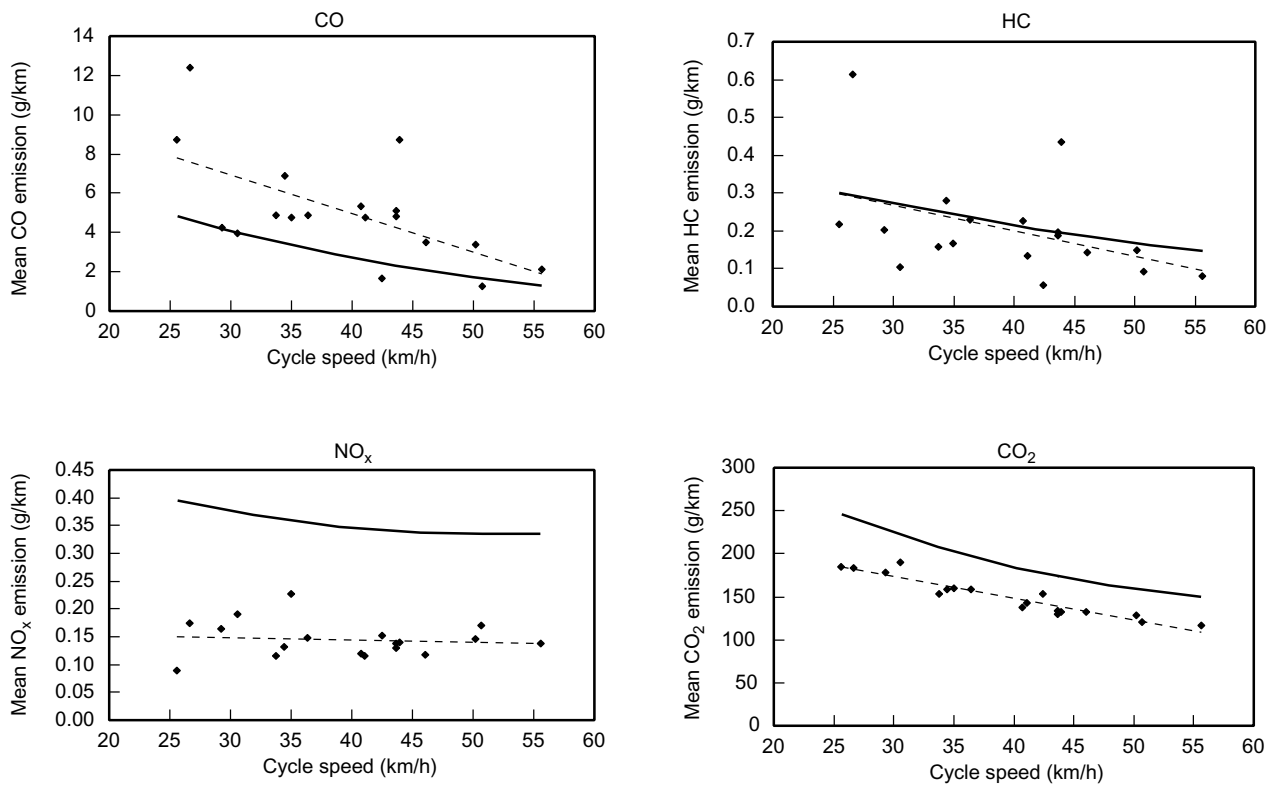 CO
Mean CO emission (g/km)
14
12
10
8
6
4
2
0
20 25 30 35 40 45 50 55 60
Cycle speed (km/h)
HC
Mean HC emission (g/km)
0.7
0.6
0.5
0.4
0.3
0.2
0.1
0.0
20 25 30 35 40 45 50 55 60
Cycle speed (km/h)
NOx
Mean NOx emission (g/km)
0.45
0.40
0.35
0.30
0.25
0.20
0.15
0.10
0.05
0.00
20 25 30 35 40 45 50 55 60
Cycle speed (km/h)
CO2
Mean CO2 emission (g/km)
300
250
200
150
100
50
0
20 25 30 35 40 45 50 55 60
Cycle speed (km/h)